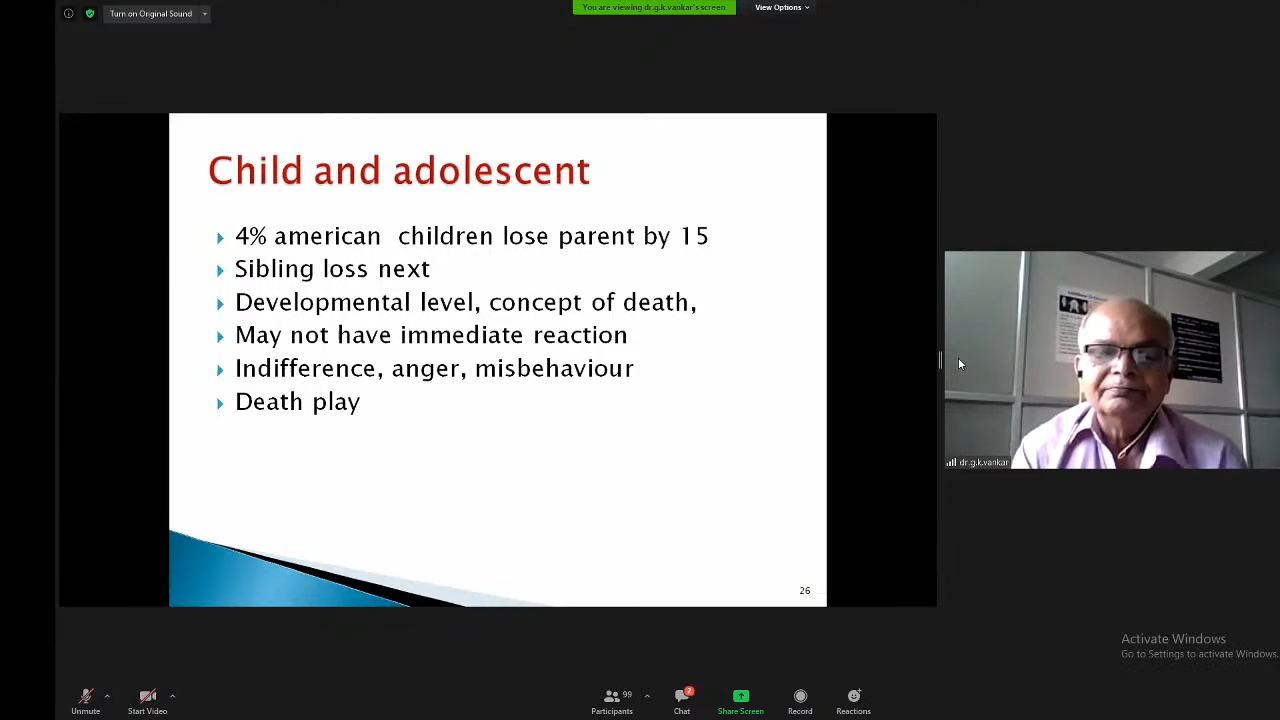 Turn on Original Sound
You are viewing dr.g.k.vankar's screen
View Options
Child and adolescent
4% american children lose parent by 15
Sibling loss next
Developmental level, concept of death,
May not have immediate reaction
Indifference, anger, misbehaviour
Death play
26
dr.g.k.vankar
Activate Windows
Go to Settings to activate Windows.
Unmute
Start Video
99
Participants
2
Chat
Share Screen
Record
Reactions